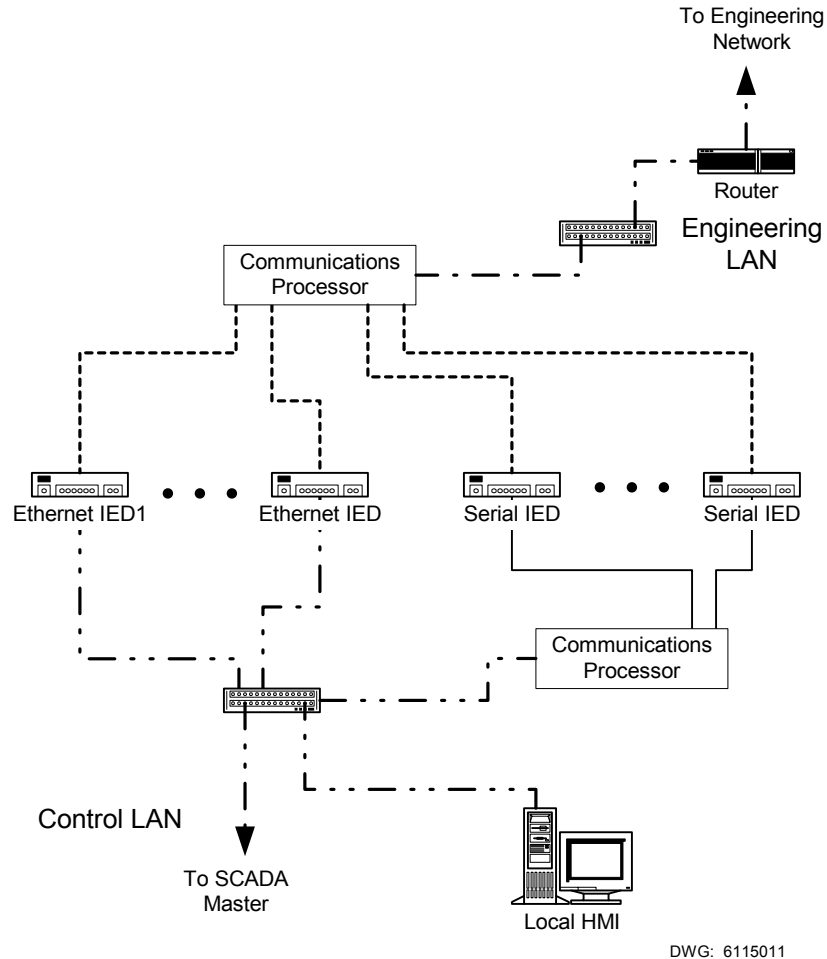 To Engineering
Network
Router
Engineering
LAN
Communications
Processor
Ethernet IED1
Ethernet IED
Serial IED
Serial IED
Communications
Processor
Control LAN
To SCADA
Master
Local HMI
DWG: 6115011